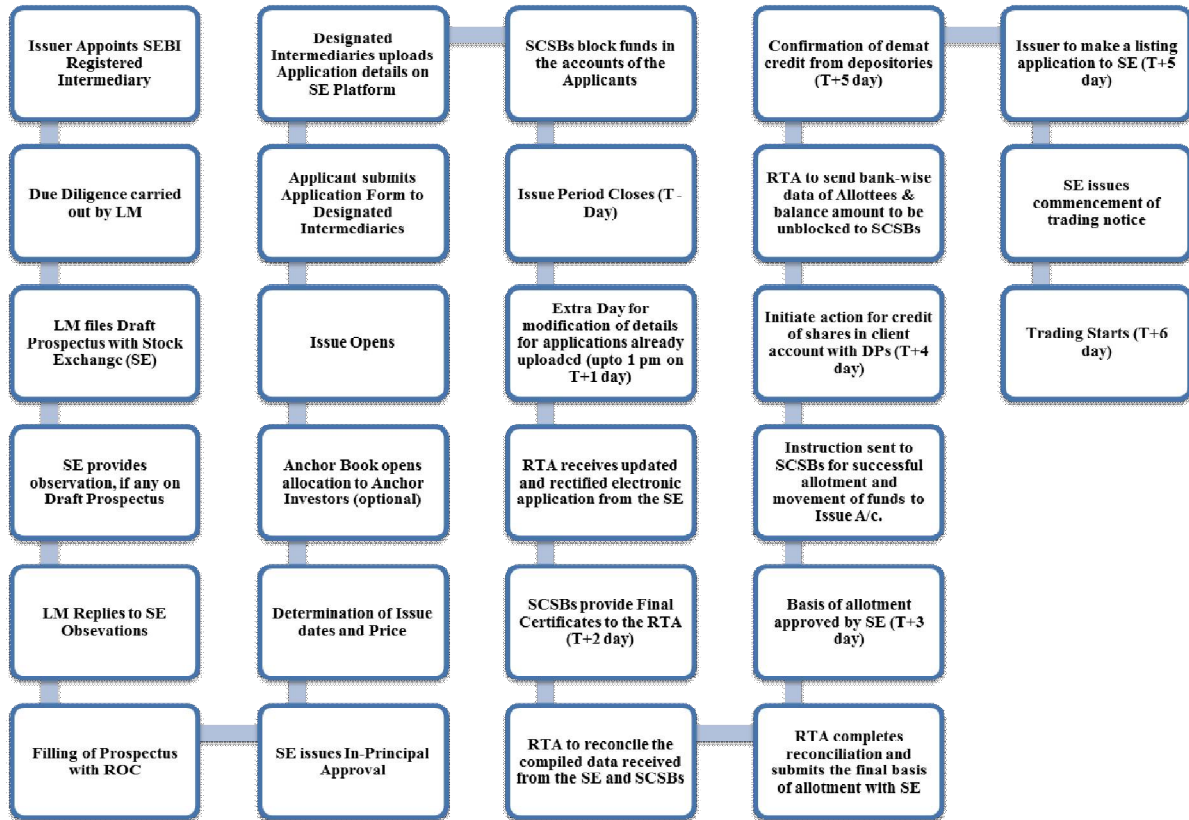 Issuer Appoints SEBI
Registered
Intermediary
Due Diligence carried
out by LM
LM files Draft
Prospectus with Stock
Exchange (SE)
SE provides
observation, if any on
Draft Prospectus
LM Replies to SE
Obsevations
Filling of Prospectus
with ROC
SE issues In-Principal
Approval
Determination of Issue
dates and Price
Anchor Book opens
allocation to Anchor
Investors (optional)
Issue Opens
Applicant submits
Application Form to
Designated
Intermediaries
Designated
Intermediaries uploads
Application details on
SE Platform
SCSBs block funds in
the accounts of the
Applicants
Issue Period Closes (T -
Day)
Extra Day for
modification of details
for applications already
uploaded (upto 1 pm on
T+1 day)
RTA receives updated
and rectified electronic
application from the SE
SCSBs provide Final
Certificates to the RTA
(T+2 day)
RTA to reconcile the
compiled data received
from the SE and SCSBs
RTA completes
reconciliation and
submits the final basis
of allotment with SE
Basis of allotment
approved by SE (T+3
day)
Instruction sent to
SCSBs for successful
allotment and
movement of funds to
Issue A/c.
Initiate action for credit
of shares in client
account with DPs (T+4
day)
RTA to send bank-wise
data of Allottees &
balance amount to be
unblocked to SCSBs
Confirmation of demat
credit from depositories
(T+5 day)
Issuer to make a listing
application to SE (T+5
day)
SE issues
commencement of
trading notice
Trading Starts (T+6
day)